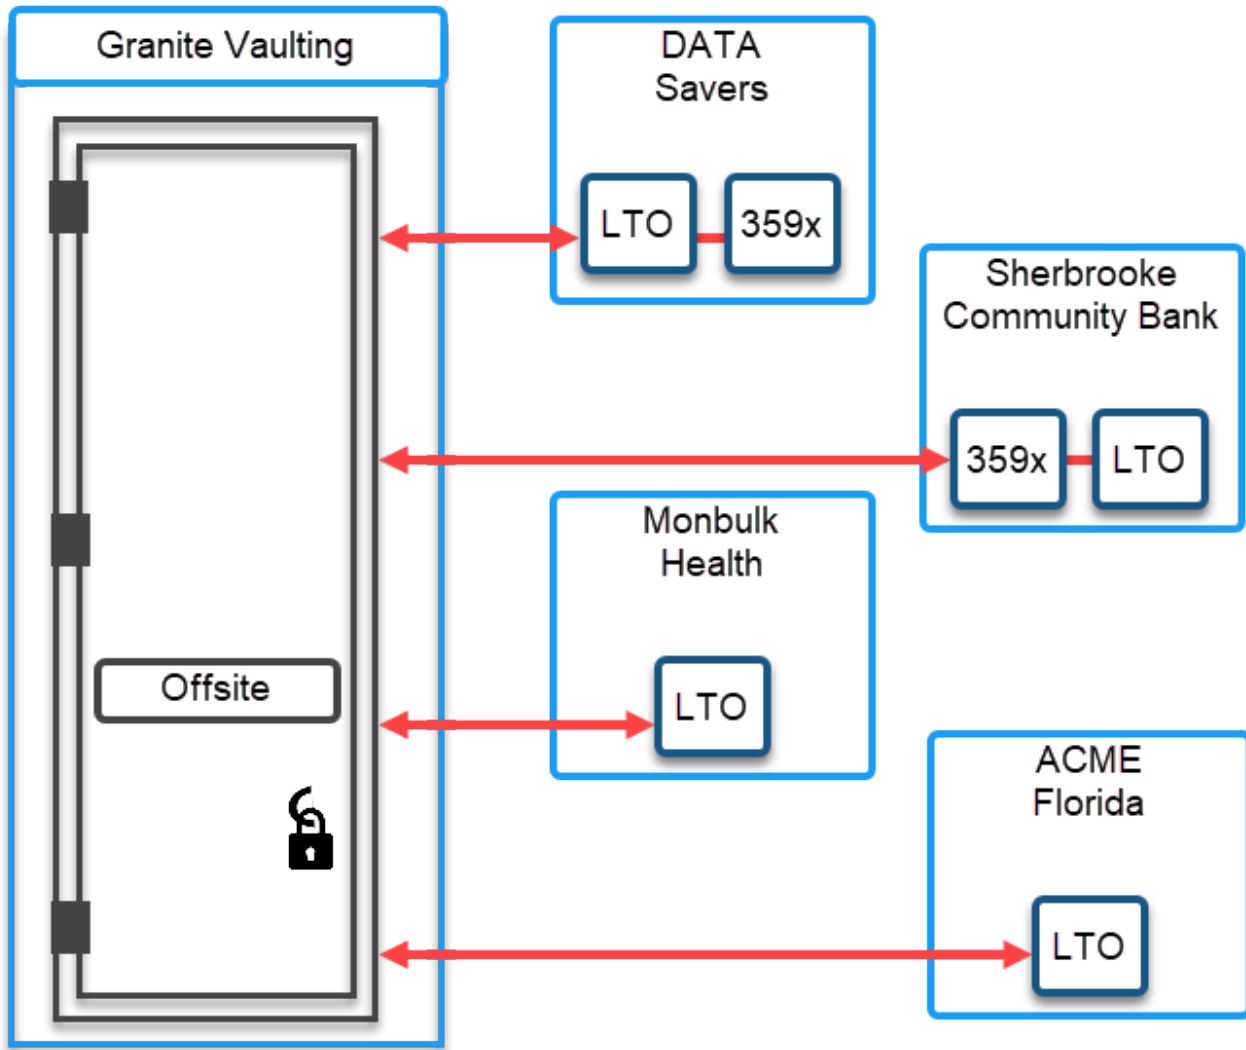 Granite Vaulting
Offsite
DATA
Savers
LTO
359x
Sherbrooke
Community Bank
359x
LTO
Monbulk
Health
LTO
ACME
Florida
LTO